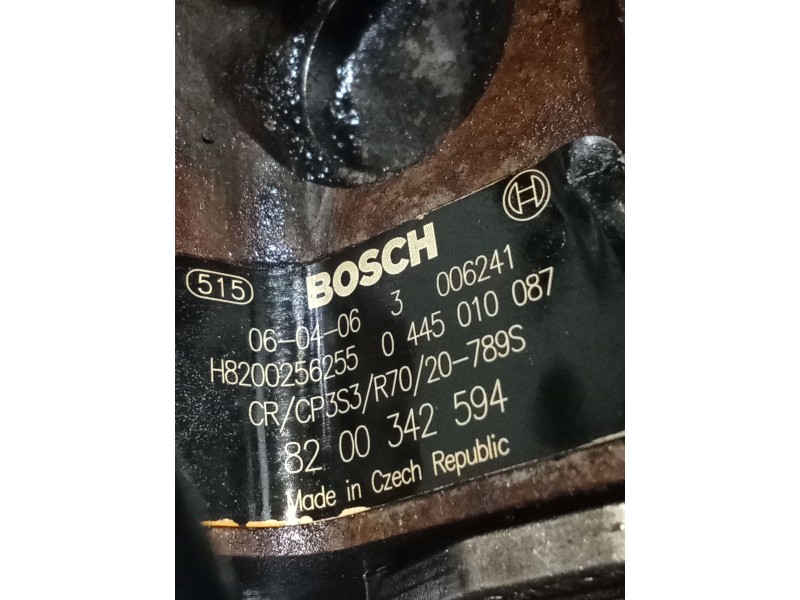 515 BOSCH H
06-04-06 3 006241
H8200256255 0 445 010 087
CR/CP3S3/R70/20-789S
82 00 342 594
Made in Czech Republic